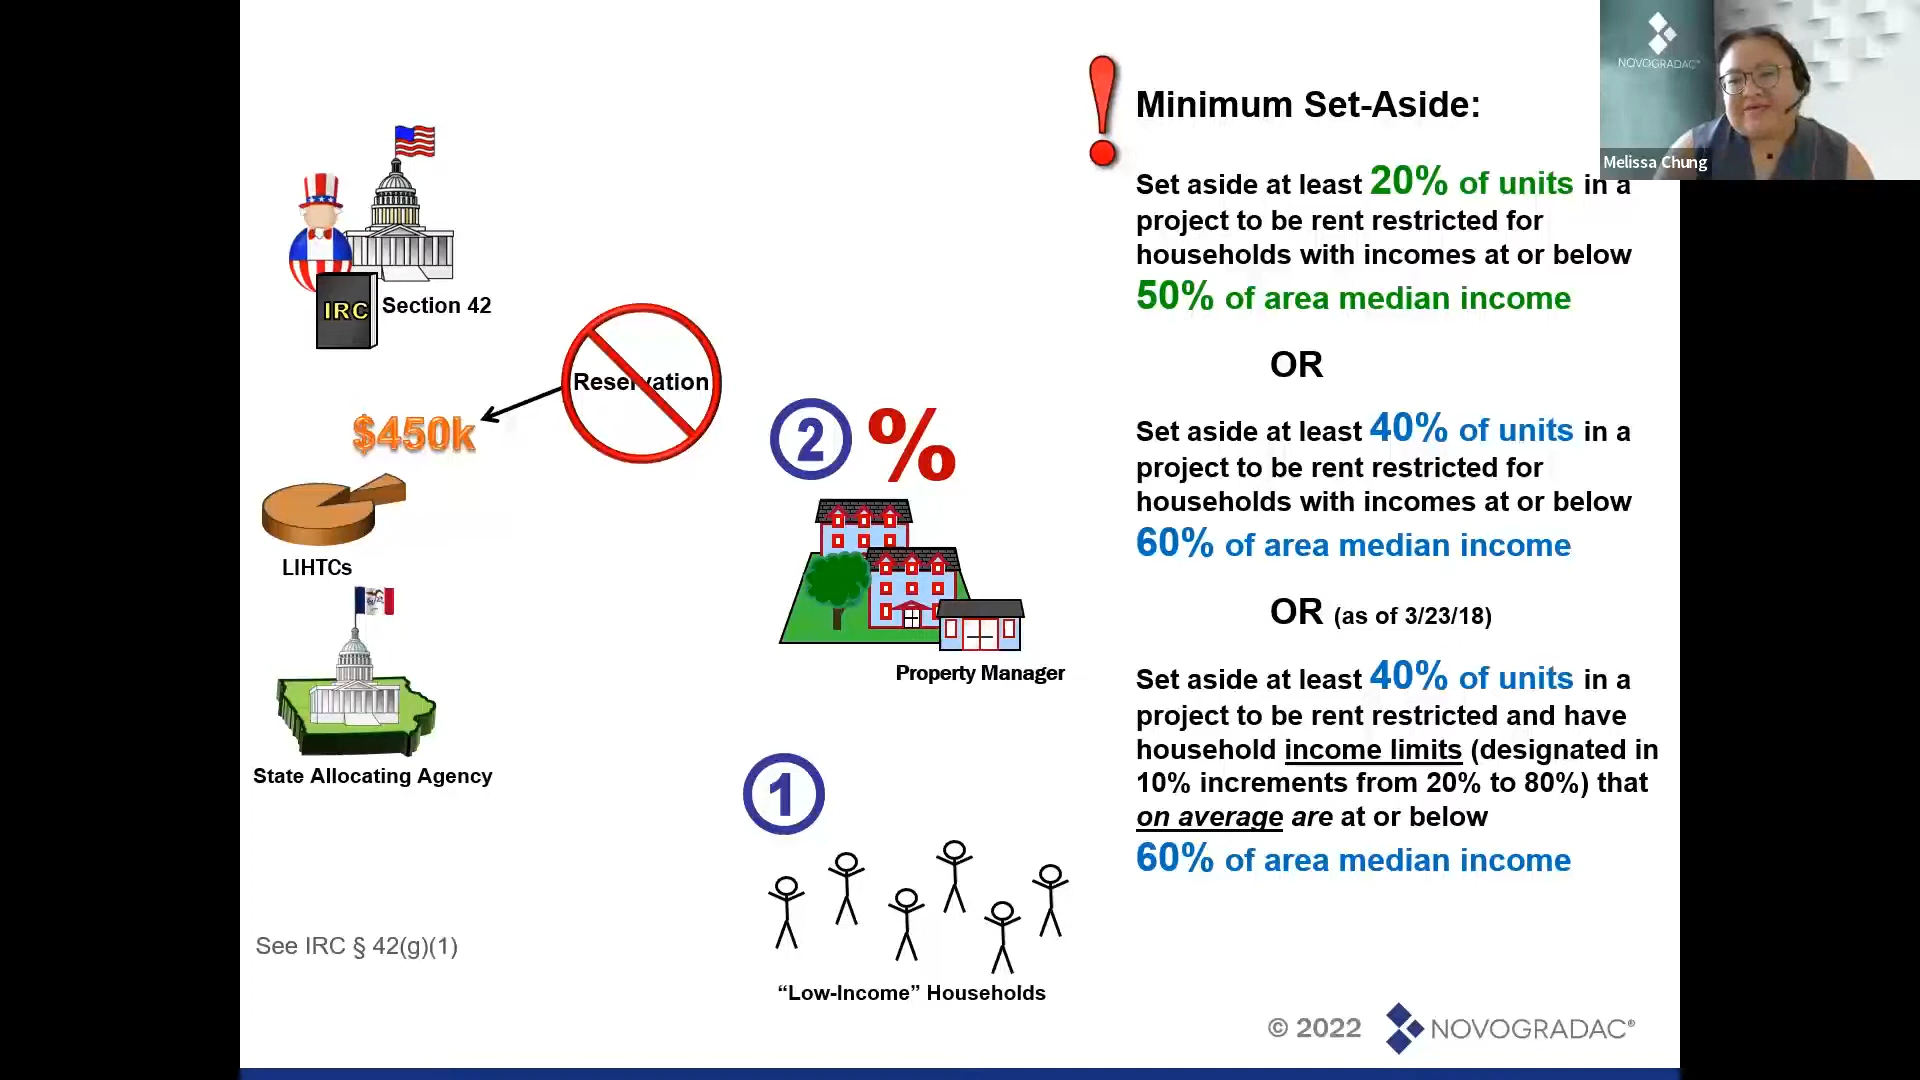 NOVOGRADAC
Melissa Chung
Minimum Set-Aside:
Set aside at least 20% of units in a
project to be rent restricted for
households with incomes at or below
50% of area median income
OR
Set aside at least 40% of units in a
project to be rent restricted for
households with incomes at or below
60% of area median income
OR (as of 3/23/18)
Set aside at least 40% of units in a
project to be rent restricted and have
household income limits (designated in
10% increments from 20% to 80%) that
on average are at or below
60% of area median income
IRC
Section 42
Reservation
$450k
LIHTCs
State Allocating Agency
2 %
Property Manager
1
“Low-Income” Households
See IRC § 42(g)(1)
© 2022 NOVOGRADAC®